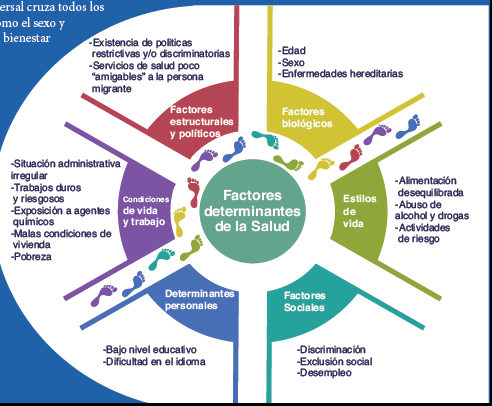 ersal cruza todos los
omo el sexo y
bienestar
-Existencia de politicas
restrictivas y/o discriminatorias
-Servicios de salud poco
"amigables" a la persona
migrante
-Edad
-Sexo
-Enfermedades hereditarias
Factores
estructurales
y políticos
Factores
biológicos
-Situación administrativa
irregular
- Trabajos duros
y riesgosos
-Exposición a agentes
químicos
-Malas condiciones de
vivienda
-Pobreza
Condiciones
de vida
y trabajo
Factores
determinantes
de la Salud
Estilos
de
vida
-Alimentación
desequilibrada
-Abuso de
alcohol y drogas
-Actividades
de riesgo
Determinantes
personales
Factores
Sociales
-Bajo nivel educativo
-Dificultad en el idioma
-Discriminación
-Exclusión social
-Desempleo